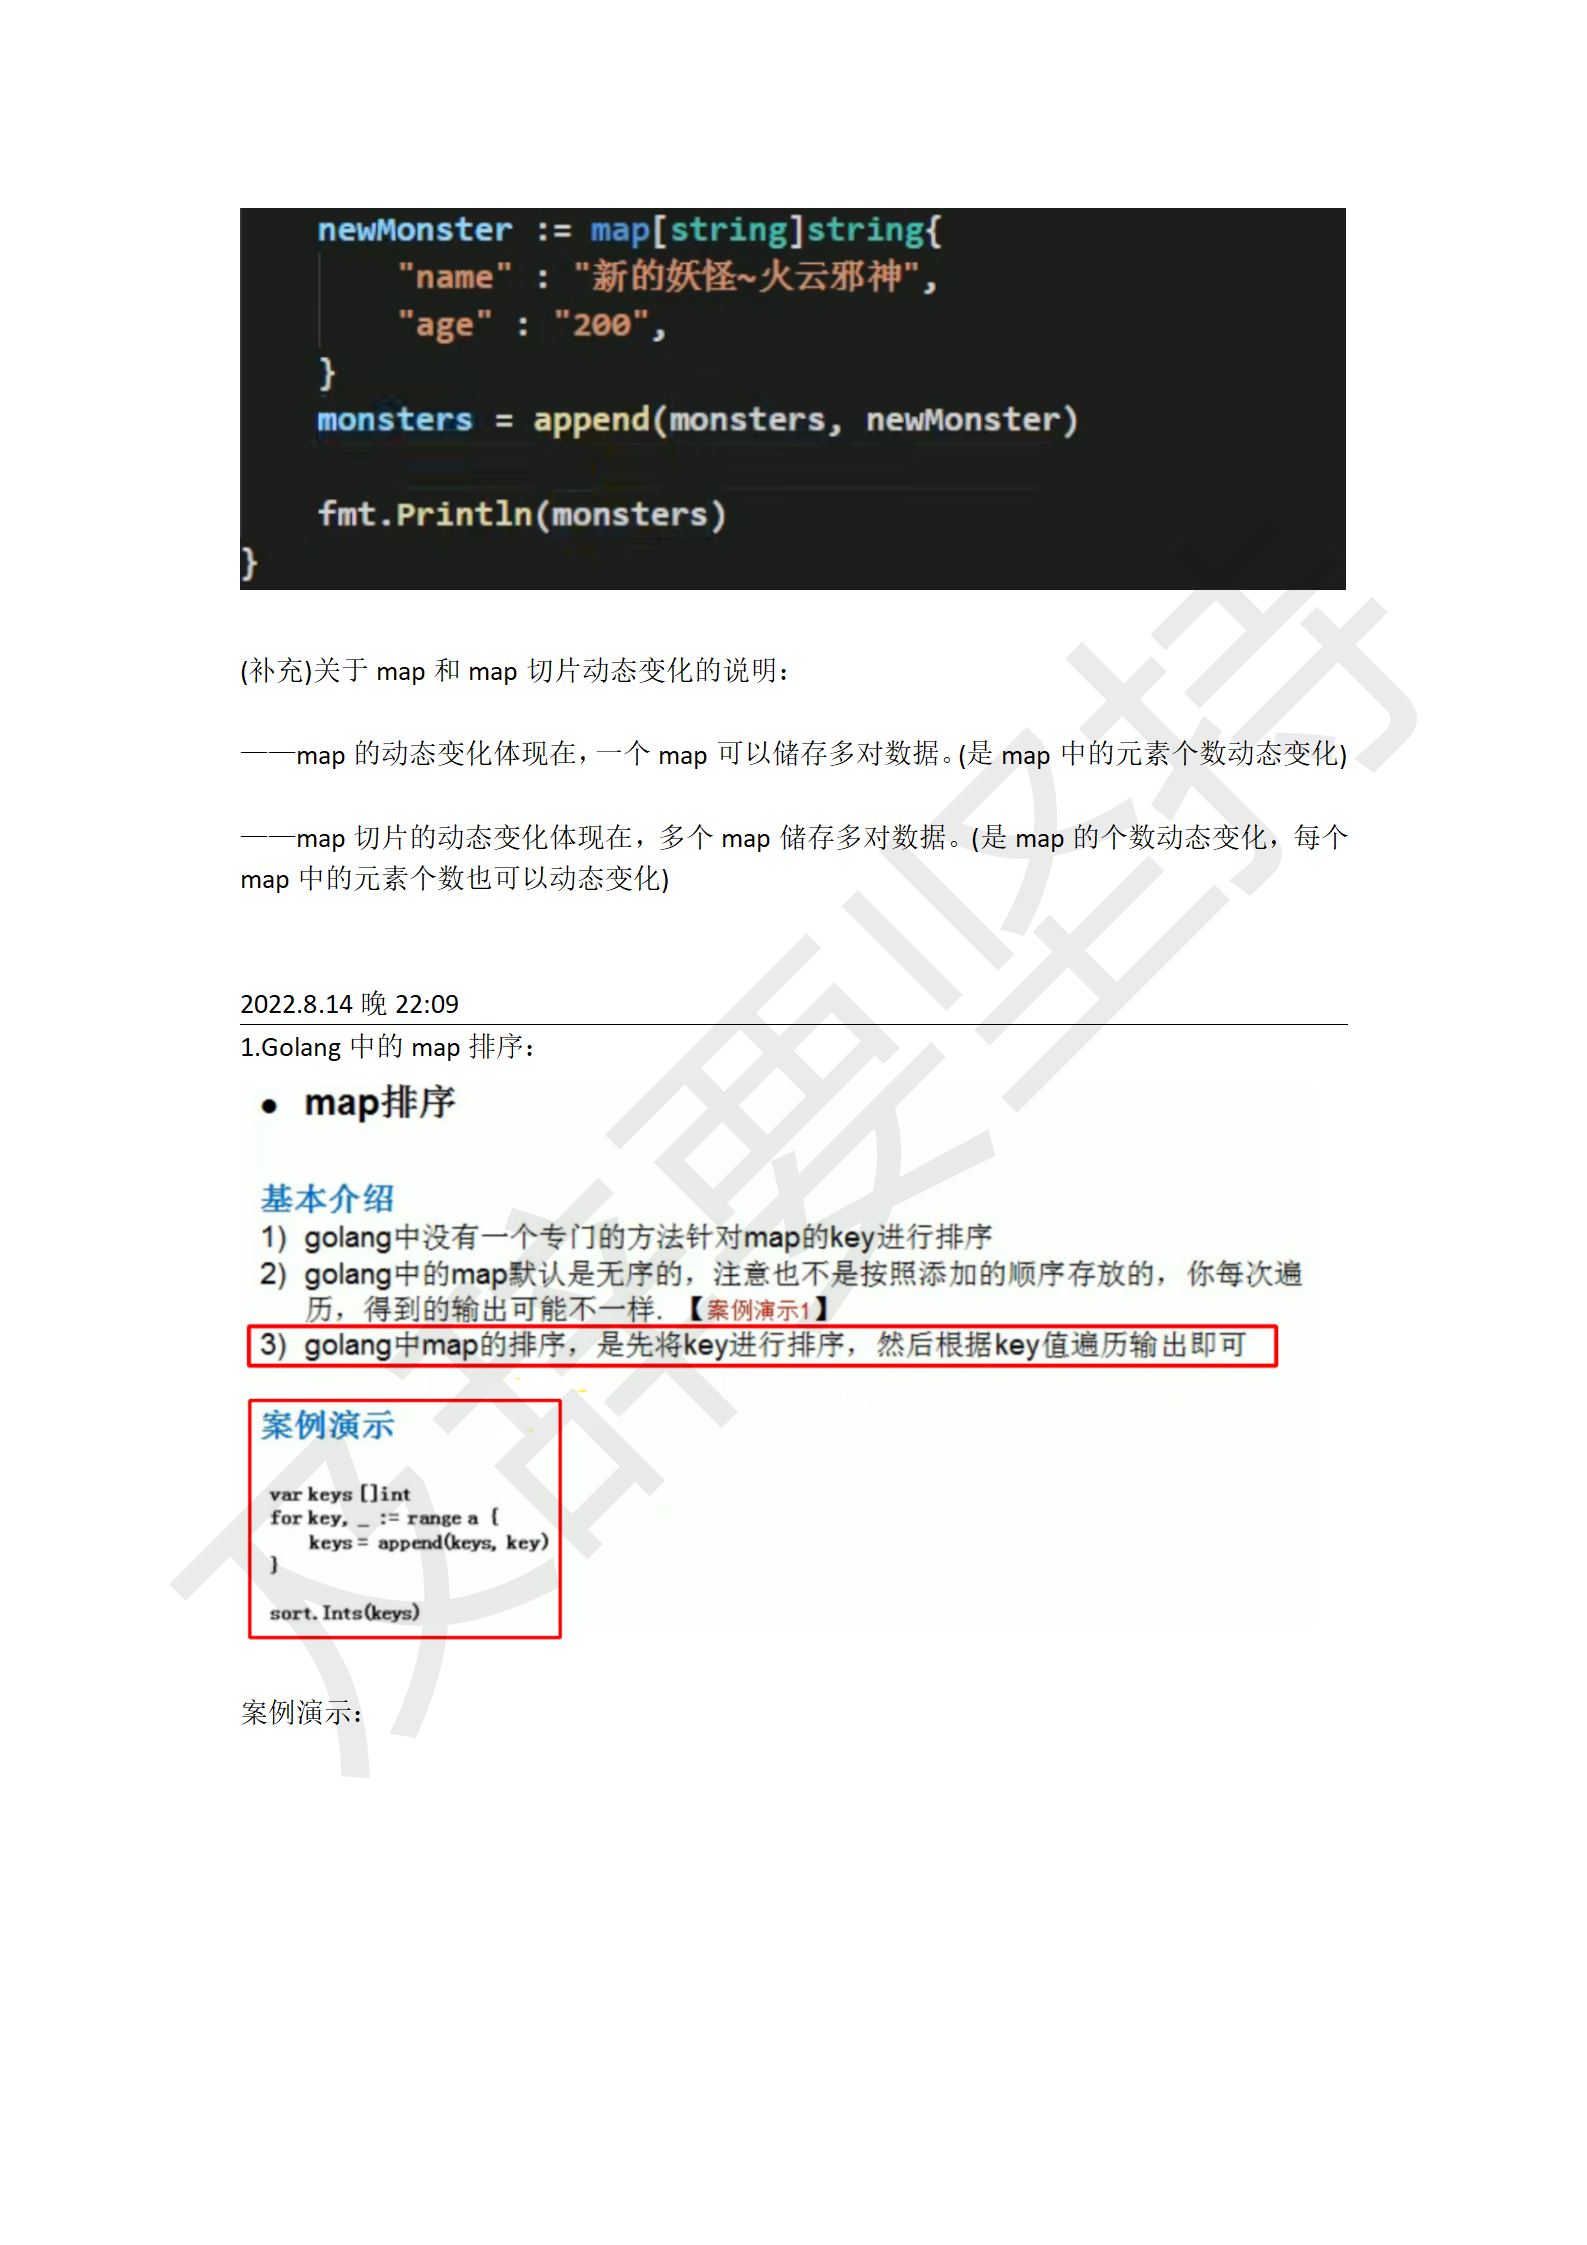 newMonster := map[string]string{
"name" : "新的妖怪~火云邪神",
"age" : "200",
}
monsters = append(monsters, newMonster)
fmt.Println(monsters)
}
(补充)关于 map 和 map 切片动态变化的说明：
——map 的动态变化体现在，一个 map 可以储存多对数据。(是 map 中的元素个数动态变化)
——map 切片的动态变化体现在，多个 map 储存多对数据。(是 map 的个数动态变化，每个
map 中的元素个数也可以动态变化)
2022.8.14 晚 22:09
1.Golang 中的 map 排序：
● map排序
基本介绍
1) golang中没有一个专门的方法针对map的key进行排序
2) golang中的map默认是无序的，注意也不是按照添加的顺序存放的，你每次遍
历，得到的输出可能不一样. 【案例演示1】
3) golang中map的排序，是先将key进行排序，然后根据key值遍历输出即可
案例演示
var keys []int
for key, _ := range a {
keys = append(keys, key)
}
sort.Ints(keys)
案例演示：
及辞要坚持